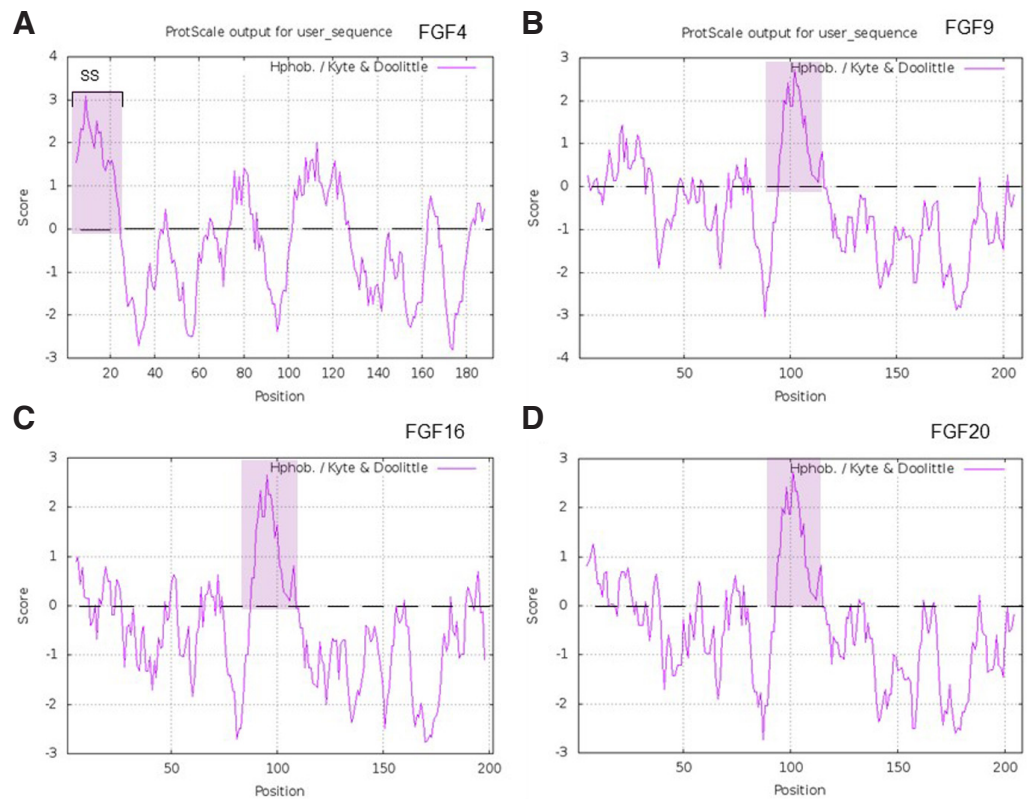 A
ProtScale output for user_sequence FGF4
Hphob. / Kyte & Doolittle
SS
Score
4
3
2
1
0
-1
-2
-3
20 40 60 80 100 120 140 160 180
Position
B
ProtScale output for user_sequence FGF9
Hphob. / Kyte & Doolittle
Score
3
2
1
0
-1
-2
-3
-4
50 100 150 200
Position
C
FGF16
Hphob. / Kyte & Doolittle
Score
3
2
1
0
-1
-2
-3
50 100 150 200
Position
D
FGF20
Hphob. / Kyte & Doolittle
Score
3
2
1
0
-1
-2
-3
50 100 150 200
Position